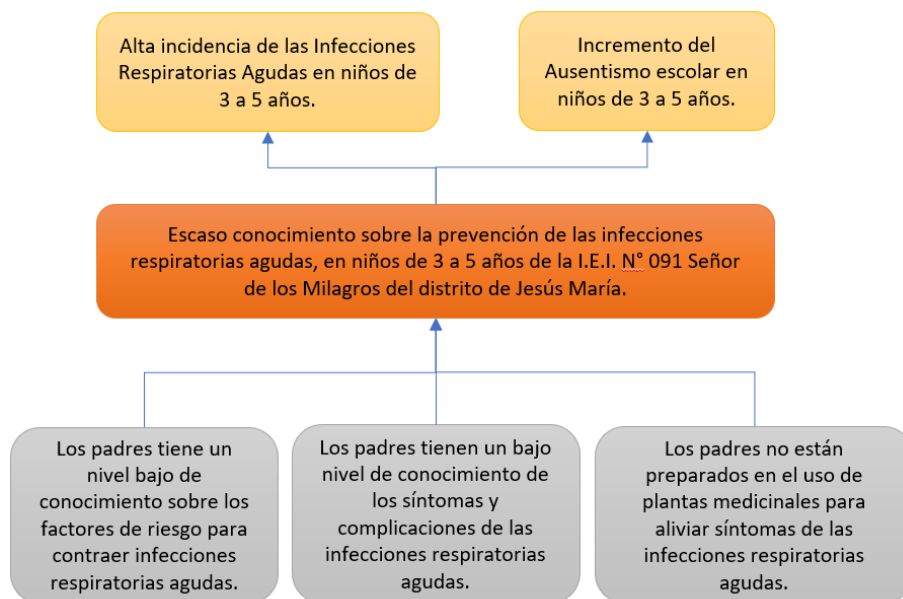 Alta incidencia de las Infecciones
Respiratorias Agudas en niños de
3 a 5 años.
Incremento del
Ausentismo escolar en
niños de 3 a 5 años.
Escaso conocimiento sobre la prevención de las infecciones
respiratorias agudas, en niños de 3 a 5 años de la I.E.I. N° 091 Señor
de los Milagros del distrito de Jesús María.
Los padres tiene un
nivel bajo de
conocimiento sobre los
factores de riesgo para
contraer infecciones
respiratorias agudas.
Los padres tienen un bajo
nivel de conocimiento de
los síntomas y
complicaciones de las
infecciones respiratorias
agudas.
Los padres no están
preparados en el uso de
plantas medicinales para
aliviar síntomas de las
infecciones respiratorias
agudas.